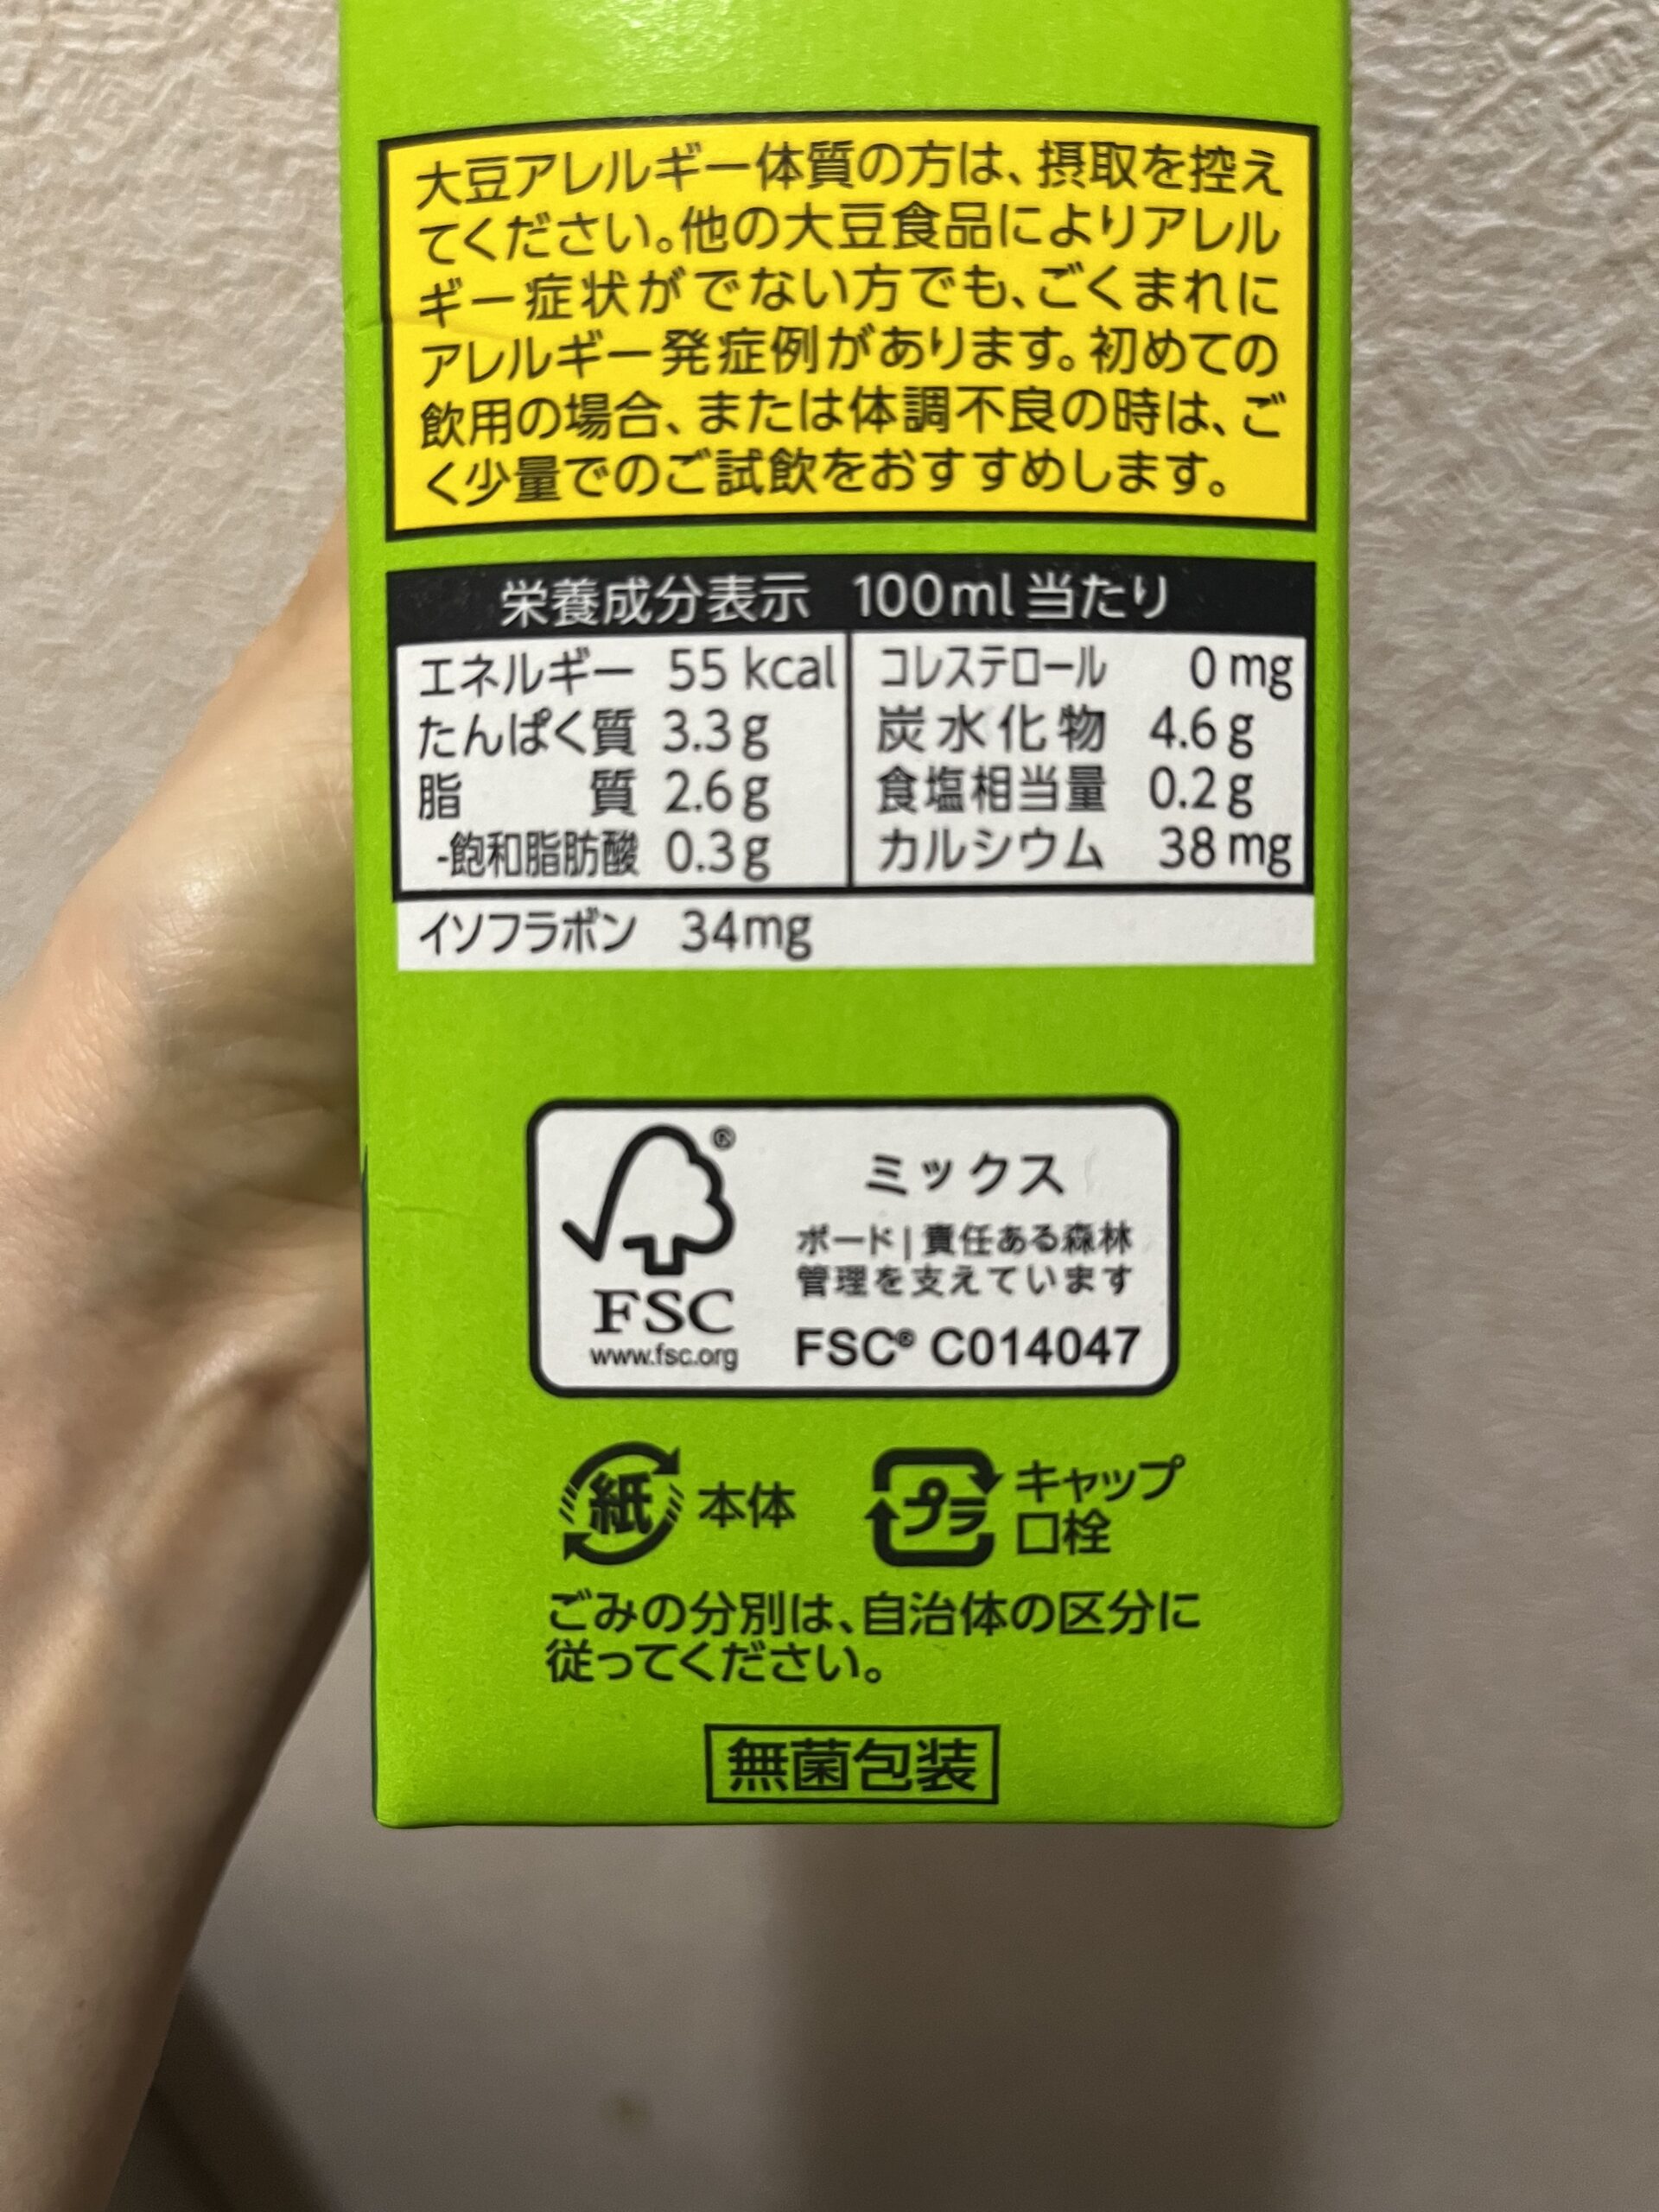 大豆アレルギー体質の方は、摂取を控え
てください。他の大豆食品によりアレル
ギー症状がでない方でも、ごくまれに
アレルギー発症例があります。初めての
飲用の場合、または体調不良の時は、ご
く少量でのご試飲をおすすめします。
栄養成分表示 100ml当たり
エネルギー 55 kcal
たんぱく質 3.3g
脂質 2.6g
-飽和脂肪酸 0.3g
コレステロール 0 mg
炭水化物 4.6g
食塩相当量 0.2g
カルシウム 38 mg
イソフラボン 34mg
®
FSC
www.fsc.org
ミックス
ボード | 責任ある森林
管理を支えています
FSC® C014047
紙 本体
プラ キャップ
口栓
ごみの分別は、自治体の区分に
従ってください。
無菌包装